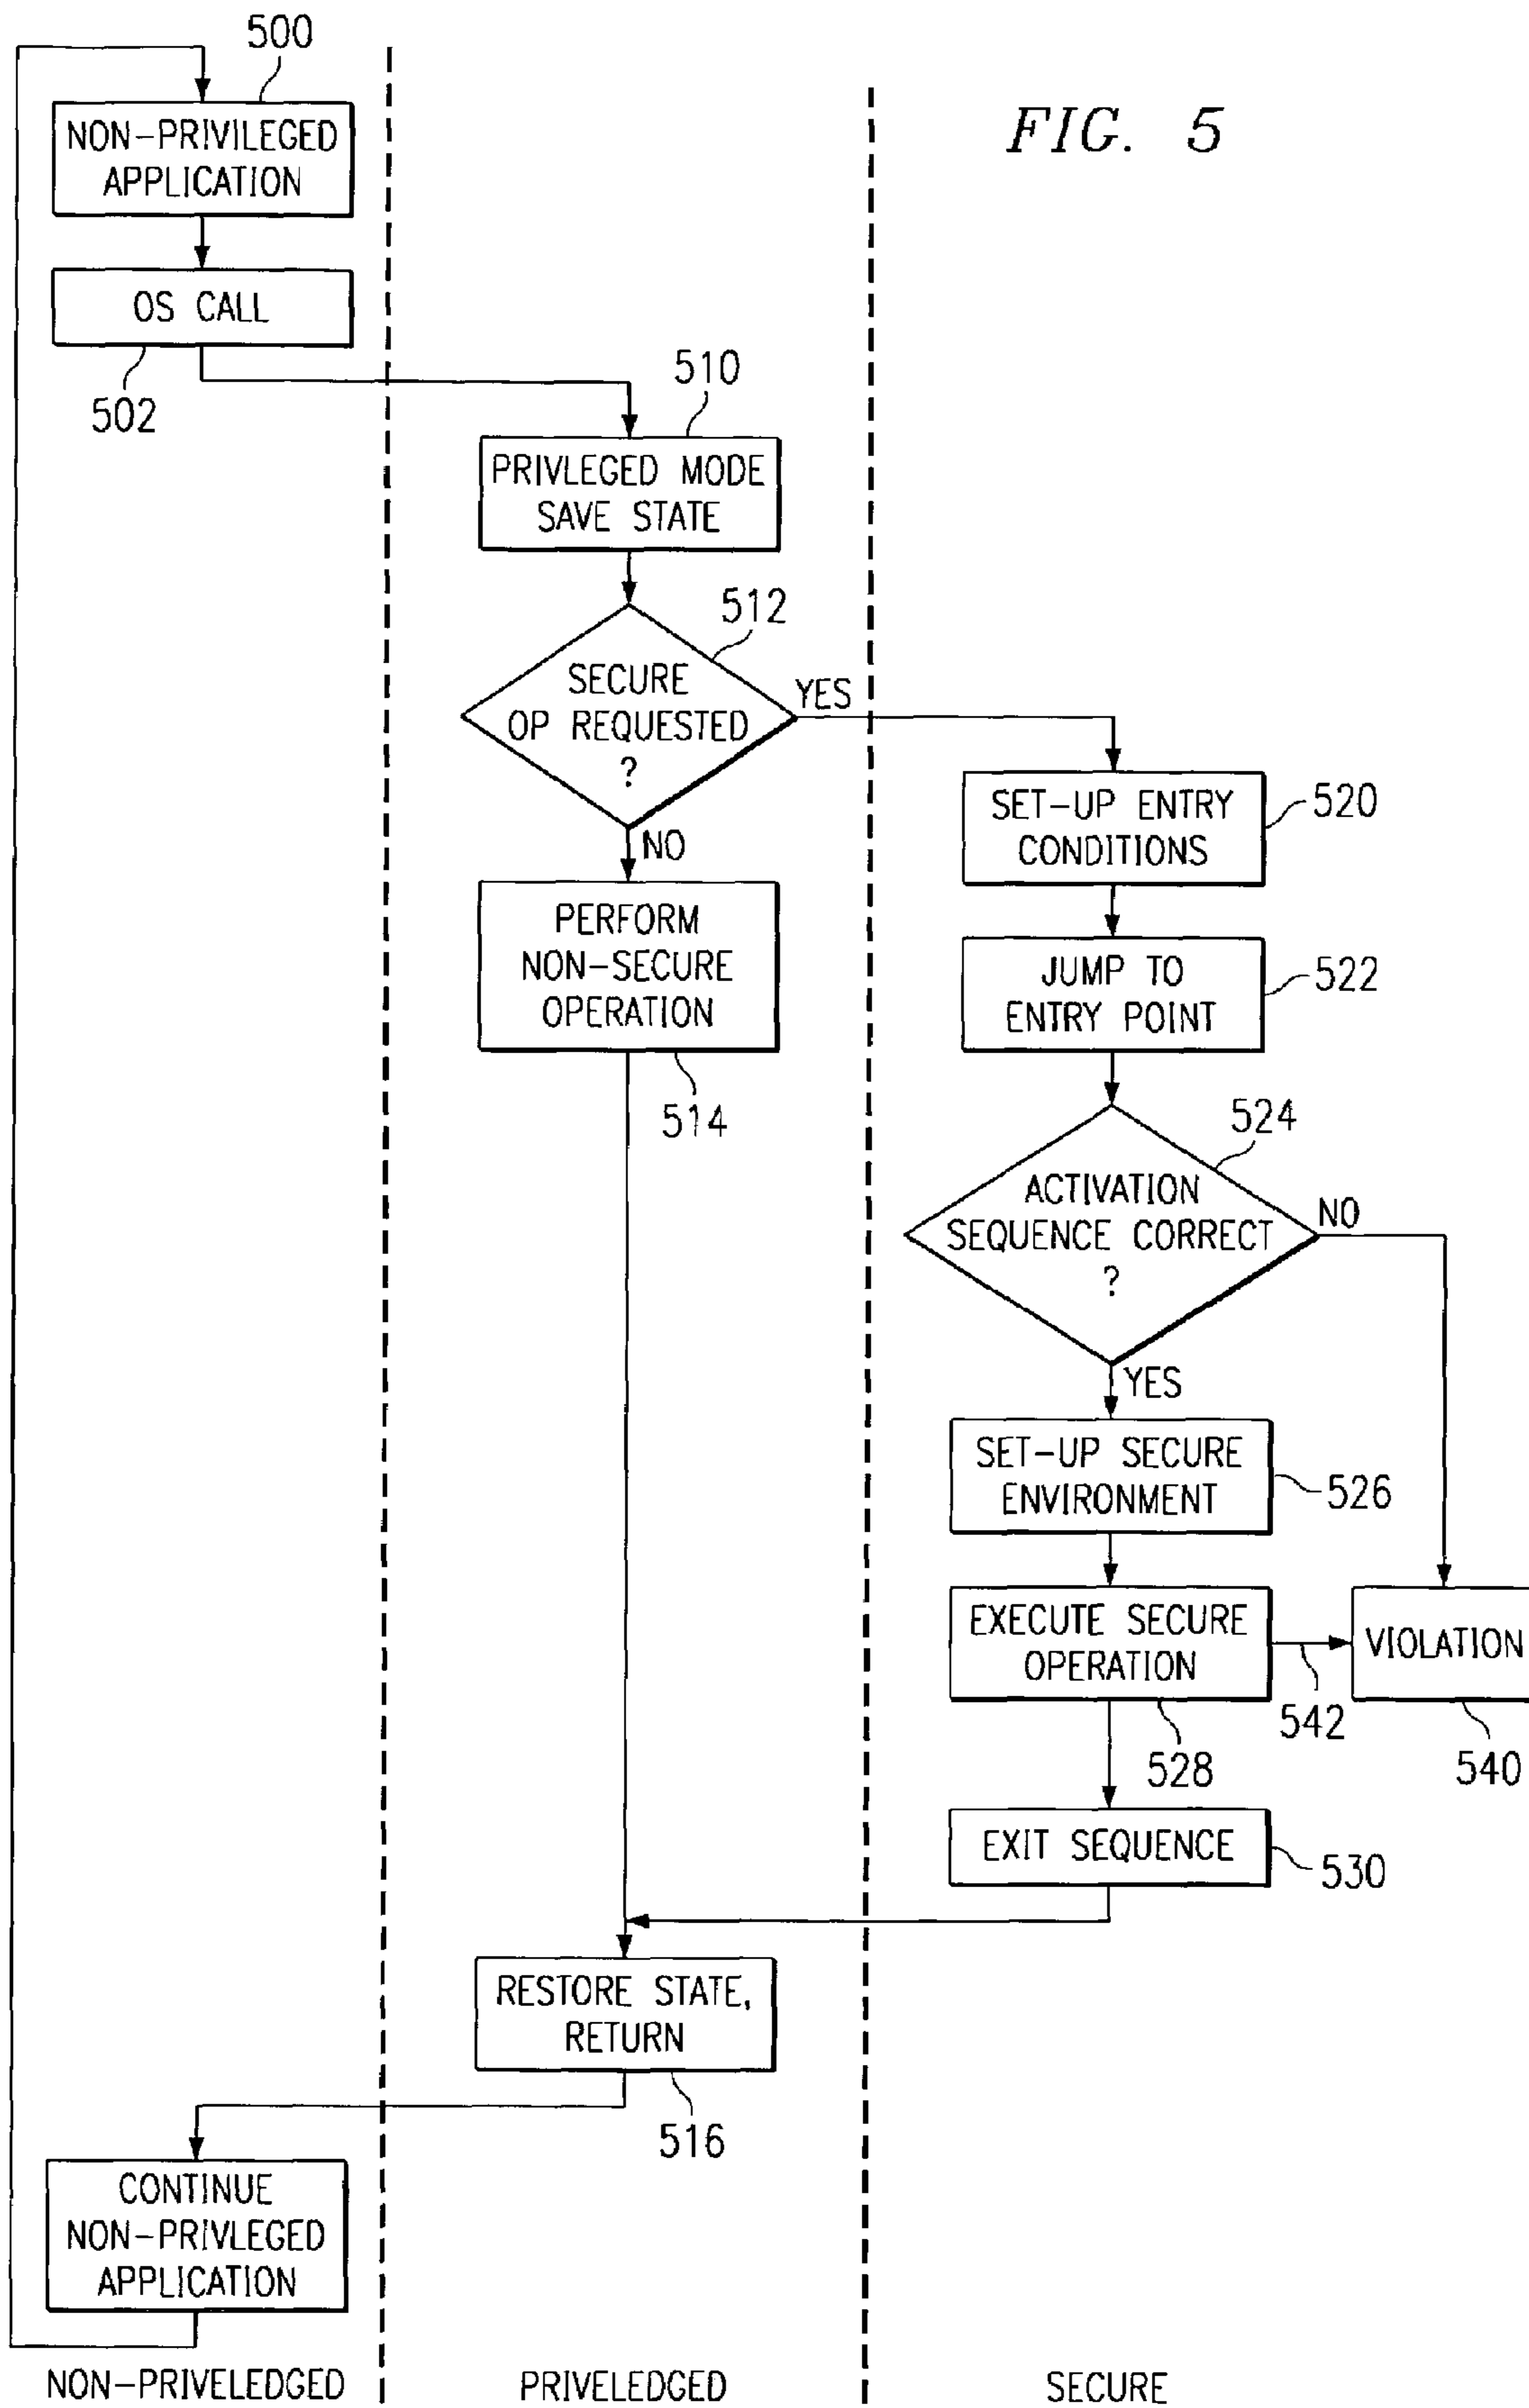 500
FIG. 5
NON-PRIVILEGED
APPLICATION
OS CALL
502
510
PRIVLEGED MODE
SAVE STATE
512
SECURE
OP REQUESTED
?
YES
NO
SET-UP ENTRY
CONDITIONS
520
PERFORM
NON-SECURE
OPERATION
514
JUMP TO
ENTRY POINT
522
524
ACTIVATION
SEQUENCE CORRECT
?
NO
YES
SET-UP SECURE
ENVIRONMENT
526
EXECUTE SECURE
OPERATION
528
542
VIOLATION
540
EXIT SEQUENCE
530
RESTORE STATE,
RETURN
516
CONTINUE
NON-PRIVLEGED
APPLICATION
NON-PRIVELEDGED
PRIVELEDGED
SECURE